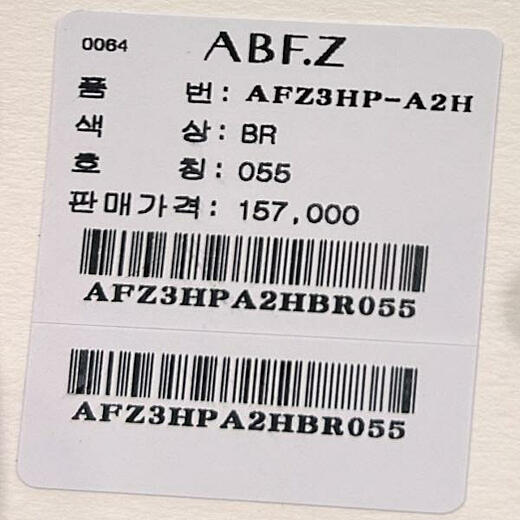 0064 ABF.Z
품 번 : AFZ3HP-A2H
색 상 : BR
호 칭 : 055
판매가격 : 157,000
AFZ3HPA2HBR055
AFZ3HPA2HBR055